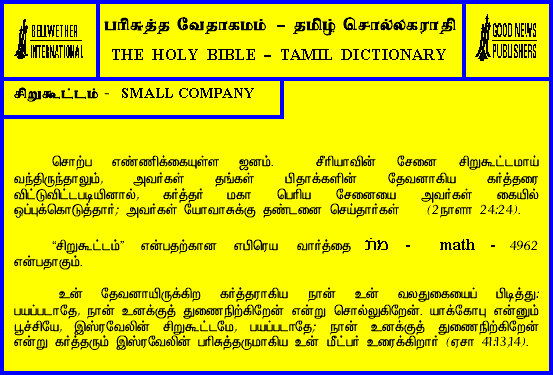 BELLWETHER
INTERNATIONAL
பரிசுத்த வேதாகமம் – தமிழ் சொல்லகராதி
THE HOLY BIBLE – TAMIL DICTIONARY
GOOD NEWS
PUBLISHERS
சிறுகூட்டம் - SMALL COMPANY
சொற்ப எண்ணிக்கையுள்ள ஜனம். சீரியாவின் சேனை சிறுகூட்டமாய்
வந்திருந்தாலும், அவர்கள் தங்கள் பிதாக்களின் தேவனாகிய கர்த்தரை
விட்டுவிட்டபடியினால், கர்த்தர் மகா பெரிய சேனையை அவர்கள் கையில்
ஒப்புக்கொடுத்தார்; அவர்கள் யோவாசுக்கு தண்டனை செய்தார்கள் (2நாளா 24:24).
“சிறுகூட்டம்” என்பதற்கான எபிரெய வார்த்தை מת - math - 4962
என்பதாகும்.
உன் தேவனாயிருக்கிற கர்த்தராகிய நான் உன் வலதுகையைப் பிடித்து:
பயப்படாதே, நான் உனக்குத் துணைநிற்கிறேன் என்று சொல்லுகிறேன். யாக்கோபு என்னும்
பூச்சியே, இஸ்ரவேலின் சிறுகூட்டமே, பயப்படாதே; நான் உனக்குத் துணைநிற்கிறேன்
என்று கர்த்தரும் இஸ்ரவேலின் பரிசுத்தருமாகிய உன் மீட்பர் உரைக்கிறார் (ஏசா 41:13,14).